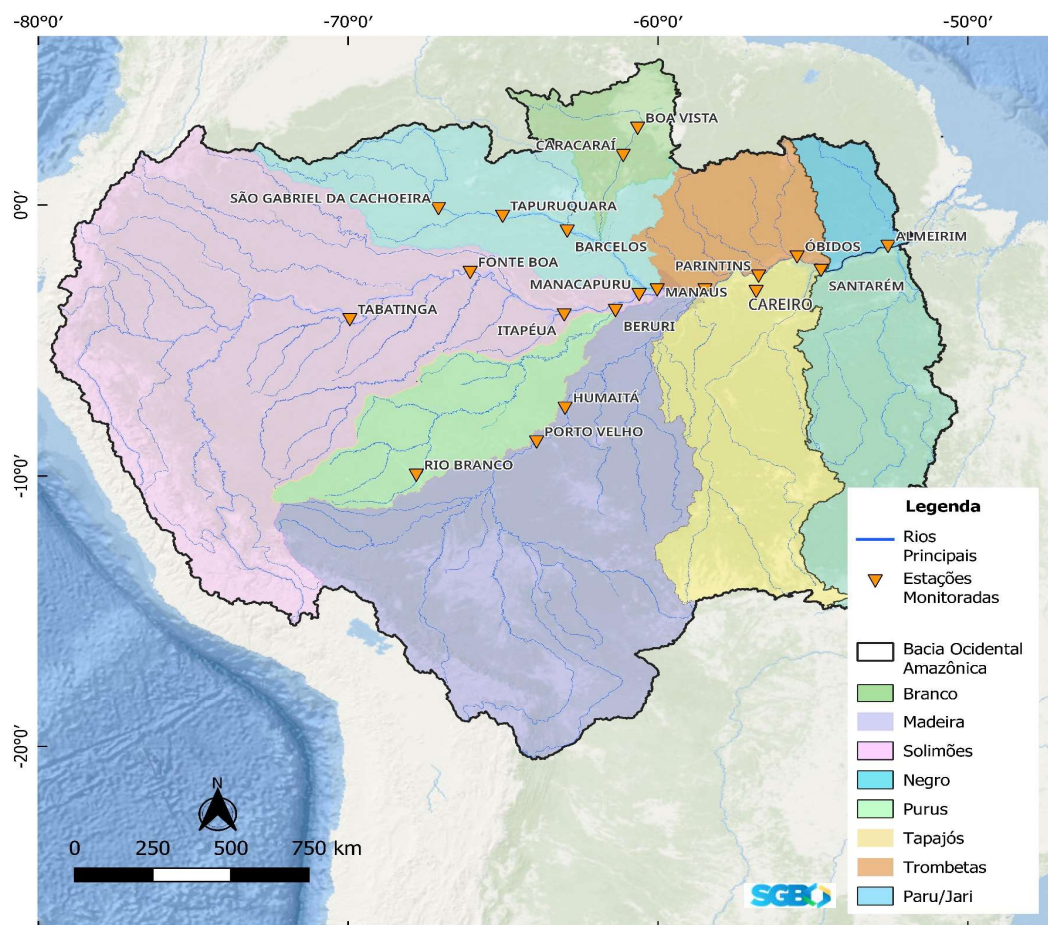 -80°0′
-70°0′
-60°0′
-50°0′
0°0′
-10°0′
-20°0′
BOA VISTA
CARACARAÍ
SÃO GABRIEL DA CACHOEIRA
TAPURUQUARA
BARCELOS
FONTE BOA
MANACAPURU
MANAUS
PARINTINS
ÓBIDOS
ALMEIRIM
SANTARÉM
CAREIRO
TABATINGA
ITAPÉUA
BERURI
HUMAITÁ
PORTO VELHO
RIO BRANCO
N
0 250 500 750 km
SGB
Legenda
Rios
Principais
Estações
Monitoradas
Bacia Ocidental
Amazônica
Branco
Madeira
Solimões
Negro
Purus
Tapajós
Trombetas
Paru/Jari